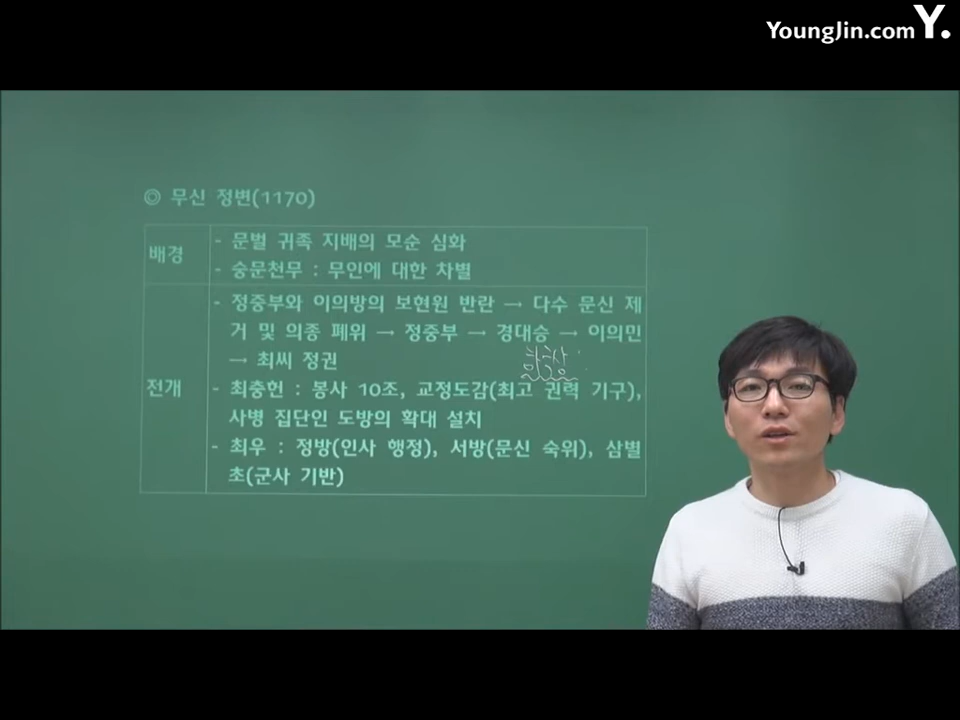 YoungJin.com Y.
◎ 무신 정변(1170)
배경
- 문벌 귀족 지배의 모순 심화
- 숭문천무 : 무인에 대한 차별
전개
- 정중부와 이의방의 보현원 반란 → 다수 문신 제
거 및 의종 폐위 → 정중부 → 경대승 → 이의민
→ 최씨 정권
- 최충헌 : 봉사 10조, 교정도감(최고 권력 기구),
사병 집단인 도방의 확대 설치
- 최우 : 정방(인사 행정), 서방(문신 숙위), 삼별
초(군사 기반)